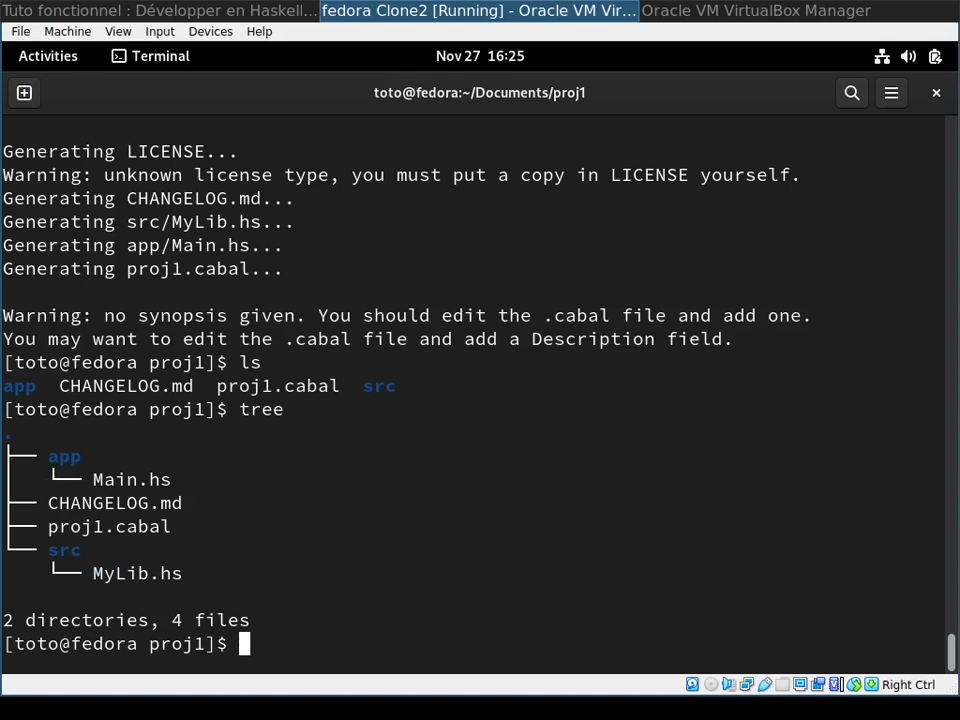 Tuto fonctionnel : Développer en Haskell... fedora Clone2 [Running] - Oracle VM Vir... Oracle VM VirtualBox Manager
File Machine View Input Devices Help
Activities Terminal Nov 27 16:25
toto@fedora:~/Documents/proj1
Generating LICENSE...
Warning: unknown license type, you must put a copy in LICENSE yourself.
Generating CHANGELOG.md...
Generating src/MyLib.hs...
Generating app/Main.hs...
Generating proj1.cabal...
Warning: no synopsis given. You should edit the .cabal file and add one.
You may want to edit the .cabal file and add a Description field.
[toto@fedora proj1]$ ls
app  CHANGELOG.md  proj1.cabal  src
[toto@fedora proj1]$ tree
.
├── app
│   └── Main.hs
├── CHANGELOG.md
├── proj1.cabal
└── src
    └── MyLib.hs
2 directories, 4 files
[toto@fedora proj1]$
Right Ctrl